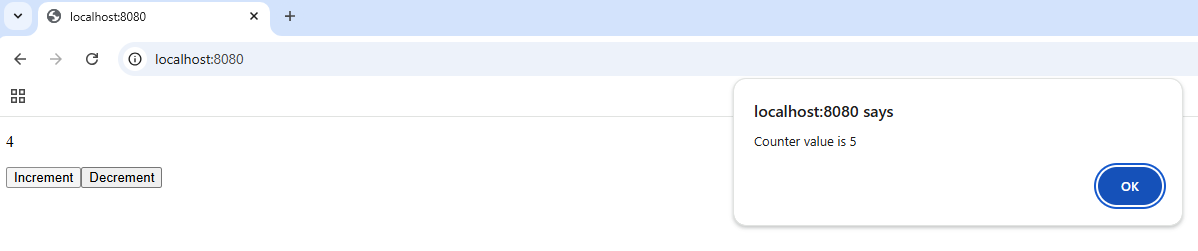 localhost:8080
localhost:8080
localhost:8080 says
Counter value is 5
OK
4
Increment Decrement